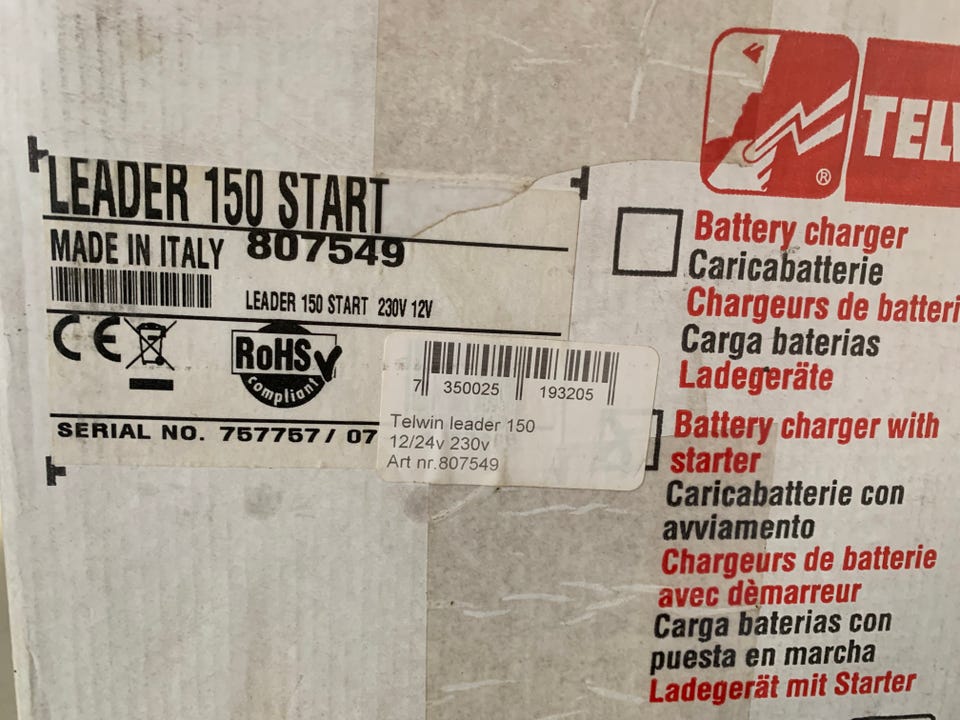 LEADER 150 START
MADE IN ITALY 807549
LEADER 150 START 230V 12V
CE
RoHS
compliant
SERIAL NO. 757757/07
7 350025 193205
Telwin leader 150
12/24v 230v
Art nr.807549
®
TELW
Battery charger
Caricabatterie
Chargeurs de batteri
Carga baterias
Ladegeräte
Battery charger with
starter
Caricabatterie con
avviamento
Chargeurs de batterie
avec dèmarreur
Carga baterias con
puesta en marcha
Ladegerät mit Starter